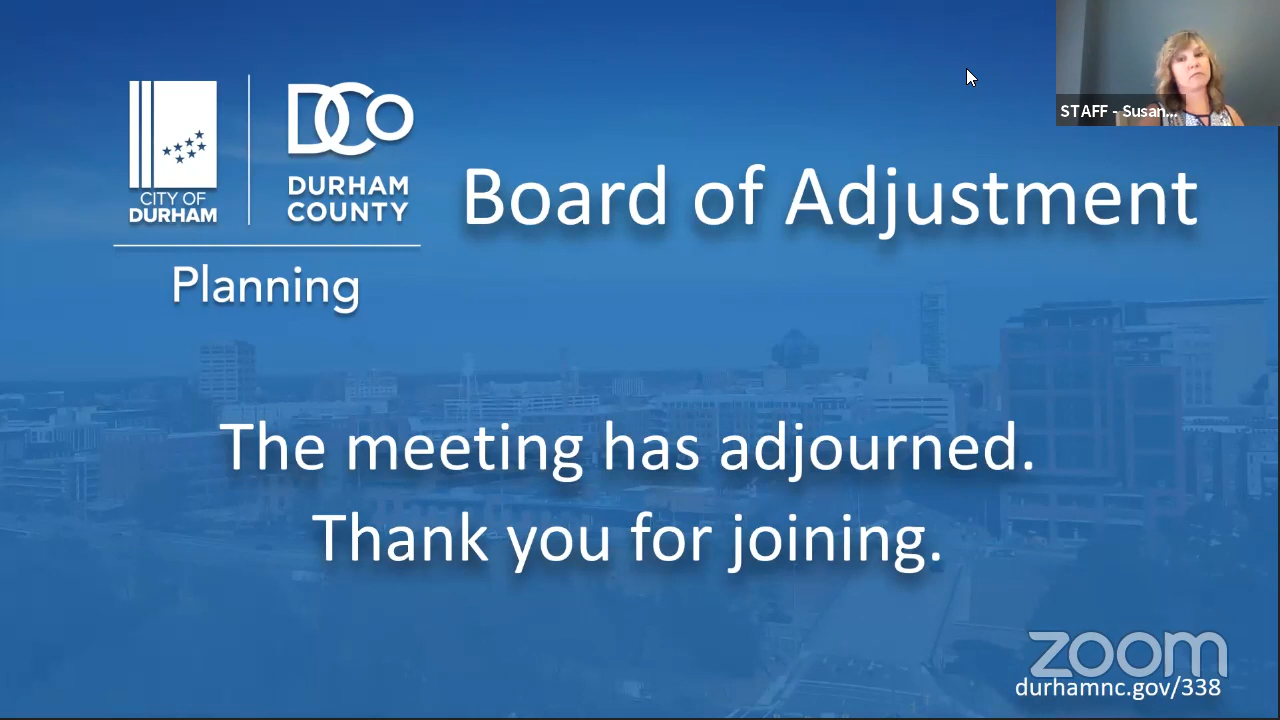 STAFF - Susan...
CITY OF
DURHAM
DCO
DURHAM
COUNTY
Planning
Board of Adjustment
The meeting has adjourned.
Thank you for joining.
zoom
durhamnc.gov/338